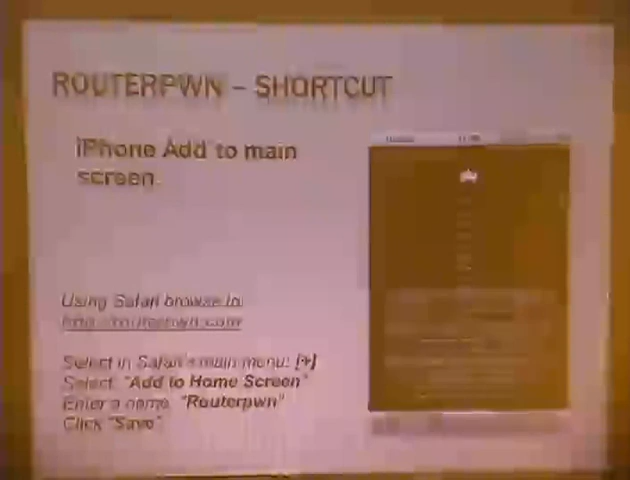 ROUTERPWN – SHORTCUT
iPhone Add to main
screen.
Using Safari browse to:
http://routerpwn.com
Select in Safari's main menu: [+]
Select: "Add to Home Screen"
Enter a name: "Routerpwn"
Click "Save".